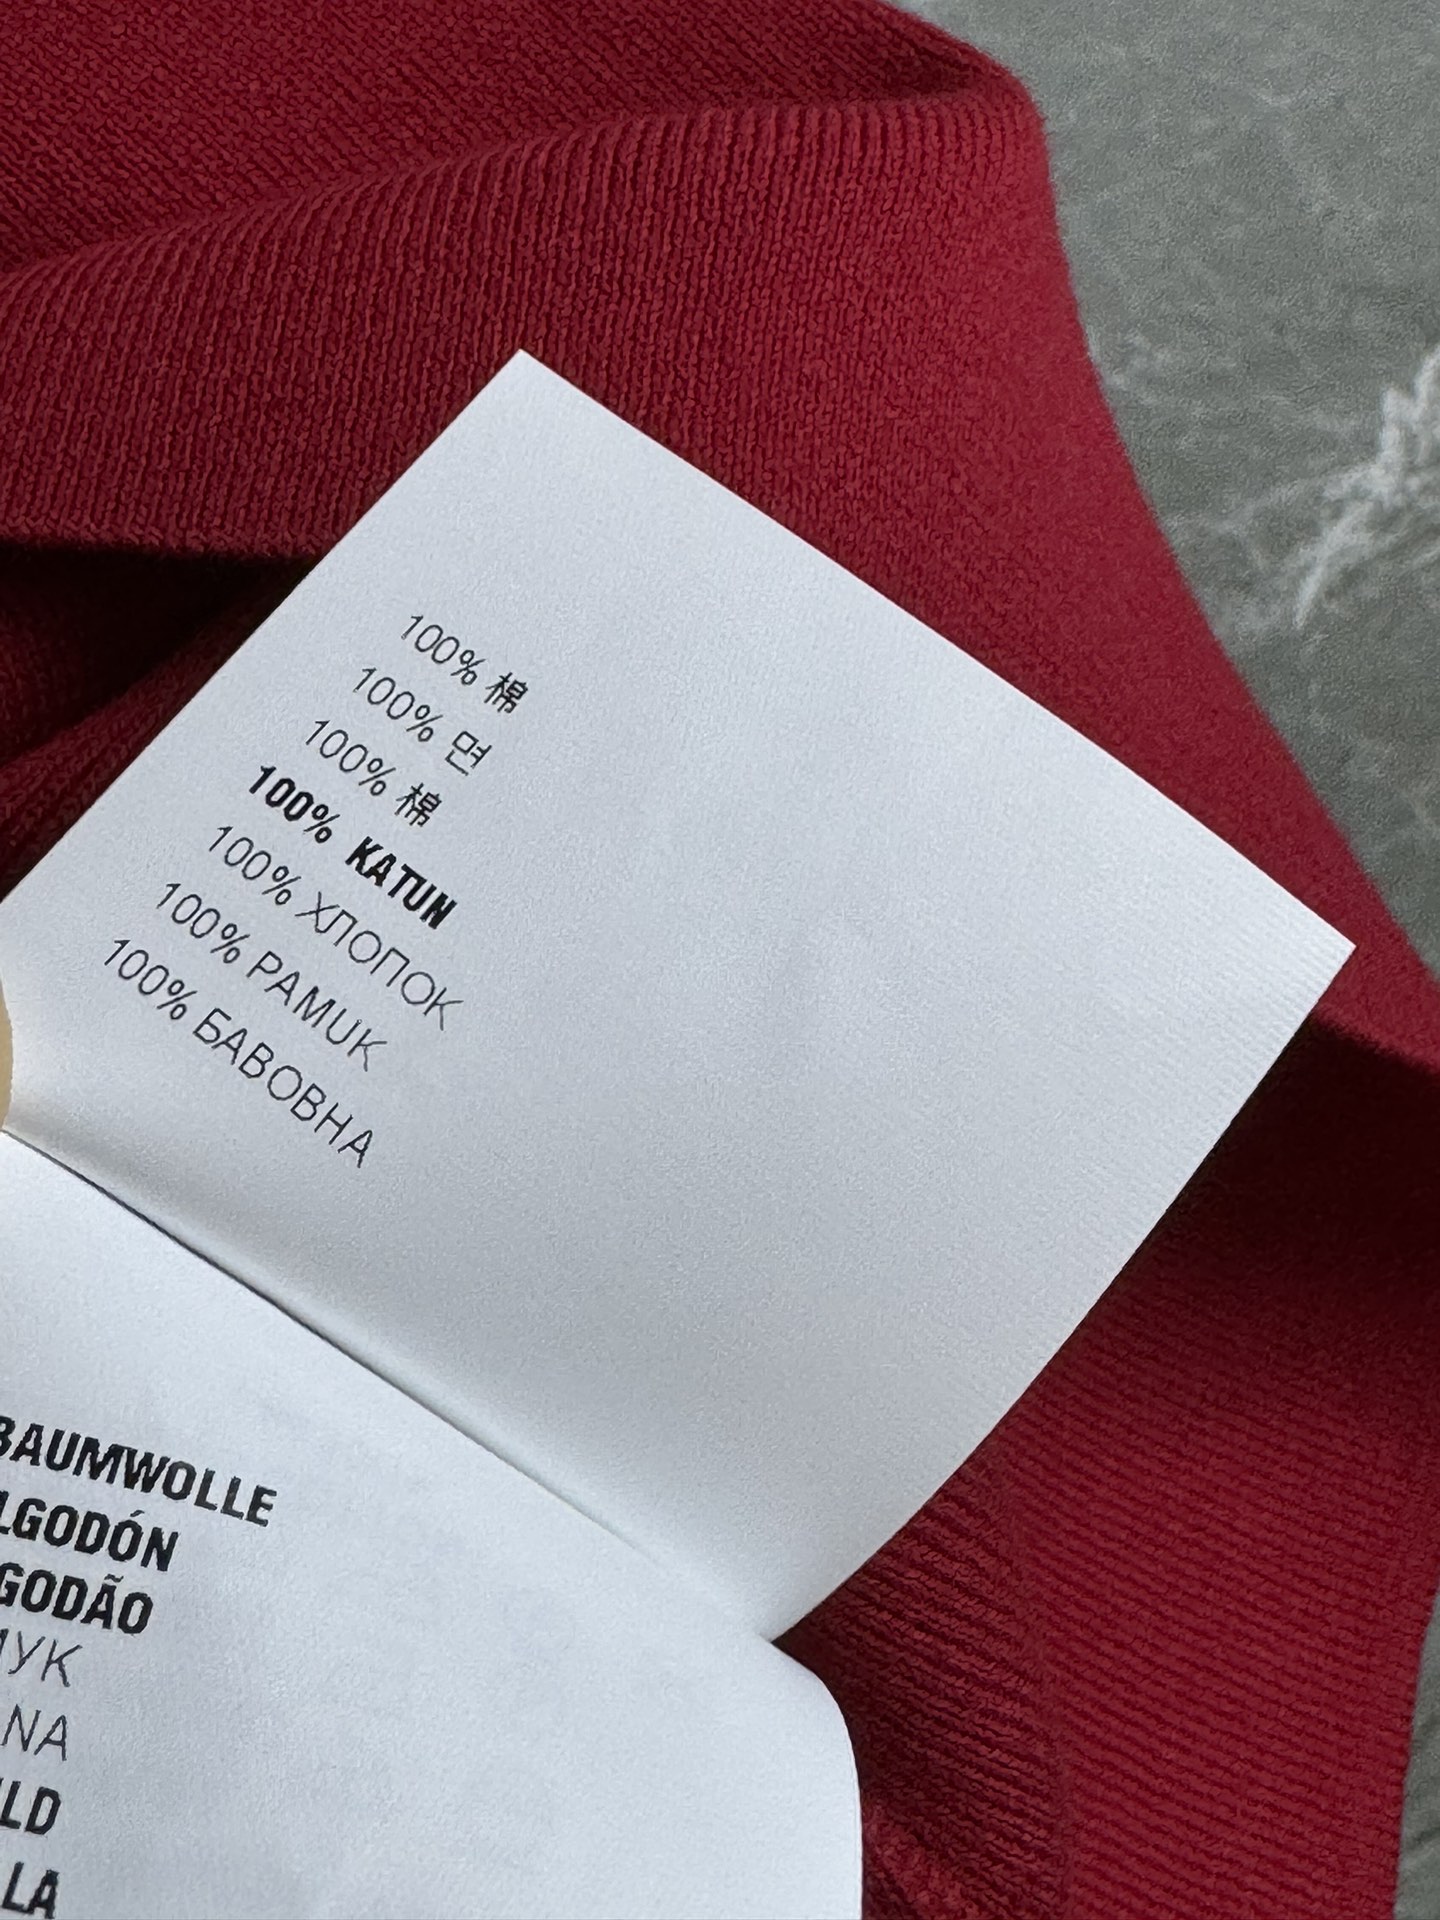 100% 棉
100% 면
100% 棉
100% KATUN
100% ХЛОПОК
100% PAMUK
100% БАВОВНА
BAUMWOLLE
LGODÓN
GODÃO
УК
NA
LD
LA